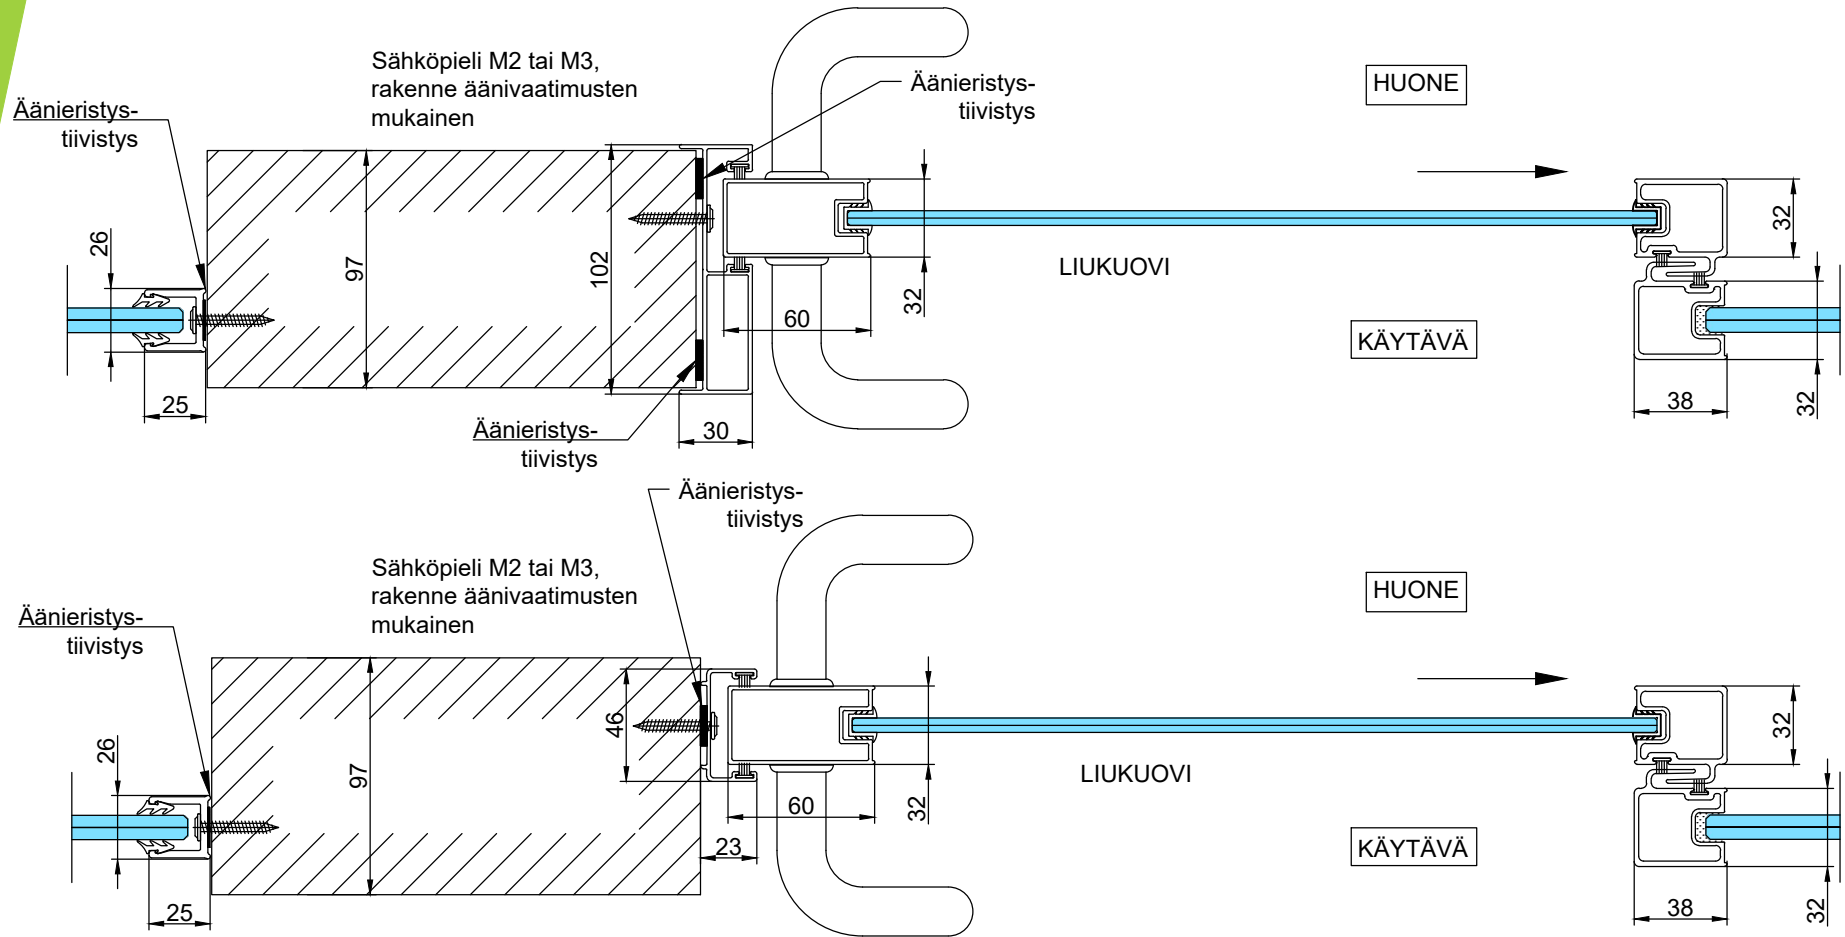 Sähköpieli M2 tai M3,
rakenne äänivaatimusten
mukainen
Äänieristys-
tiivistys
Äänieristys-
tiivistys
HUONE
26
97
102
32
32
LIUKUOVI
60
KÄYTÄVÄ
25
30
38
32
Äänieristys-
tiivistys
Äänieristys-
tiivistys
Sähköpieli M2 tai M3,
rakenne äänivaatimusten
mukainen
HUONE
Äänieristys-
tiivistys
46
32
26
97
LIUKUOVI
60
32
23
KÄYTÄVÄ
25
38
32